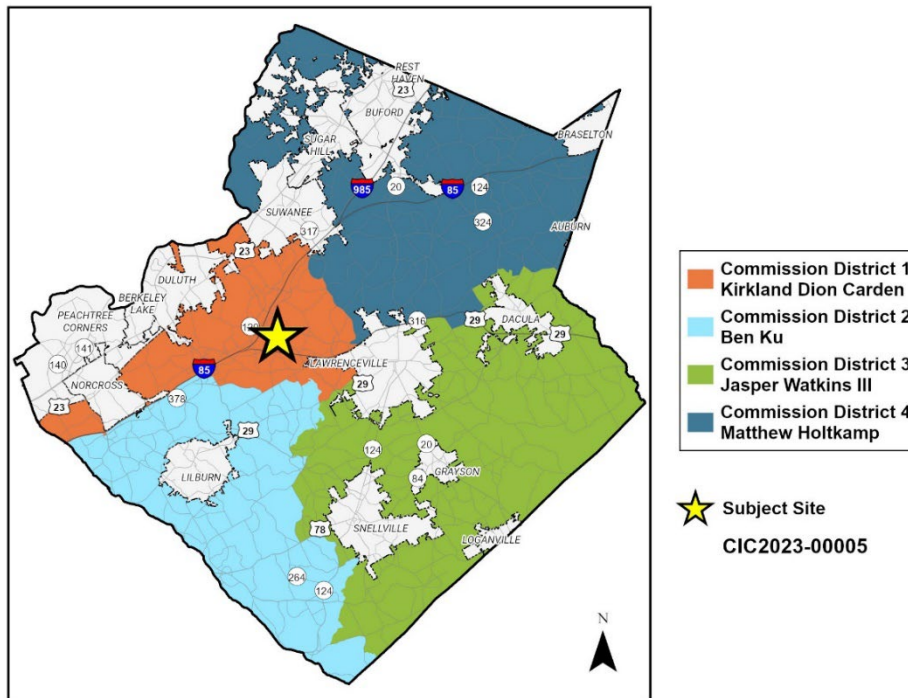 REST
HAVEN
23
BUFORD
SUGAR
HILL
BRASELTON
985
20
85
124
SUWANEE
324
317
AUBURN
23
DULUTH
BERKELEY
LAKE
PEACHTREE
CORNERS
141
140
316
29
DACULA
29
LAWRENCEVILLE
85
29
NORCROSS
378
23
29
124
20
GRAYSON
84
LILBURN
78
SNELLVILLE
LOGANVILLE
264
124
N
Commission District 1
Kirkland Dion Carden
Commission District 2
Ben Ku
Commission District 3
Jasper Watkins III
Commission District 4
Matthew Holtkamp
Subject Site
CIC2023-00005